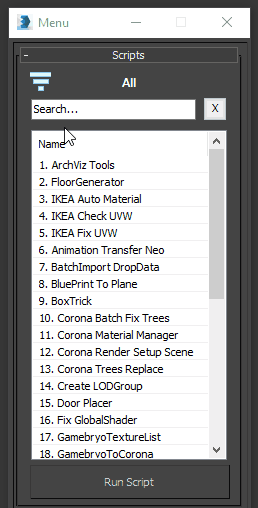 Menu
Scripts
All
Search...
X
Name
1. ArchViz Tools
2. FloorGenerator
3. IKEA Auto Material
4. IKEA Check UVW
5. IKEA Fix UVW
6. Animation Transfer Neo
7. BatchImport DropData
8. BluePrint To Plane
9. BoxTrick
10. Corona Batch Fix Trees
11. Corona Material Manager
12. Corona Render Setup Scene
13. Corona Trees Replace
14. Create LODGroup
15. Door Placer
16. Fix GlobalShader
17. GamebryoTextureList
18. GamebryoToCorona
Run Script